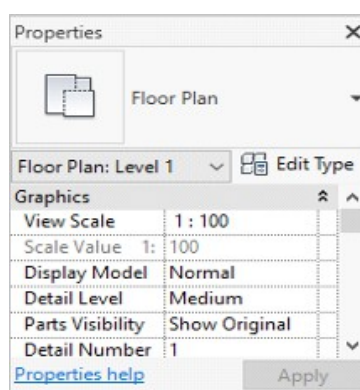 Properties
Floor Plan
Floor Plan: Level 1 Edit Type
Graphics
View Scale 1 : 100
Scale Value 1: 100
Display Model Normal
Detail Level Medium
Parts Visibility Show Original
Detail Number 1
Properties help Apply